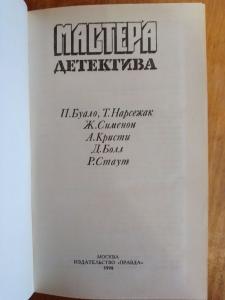 МАСТЕРА
ДЕТЕКТИВА
П.Буало, Т.Нарсежак
Ж.Сименон
А.Кристи
Д.Болл
Р.Стаут
МОСКВА
ИЗДАТЕЛЬСТВО «ПРАВДА»